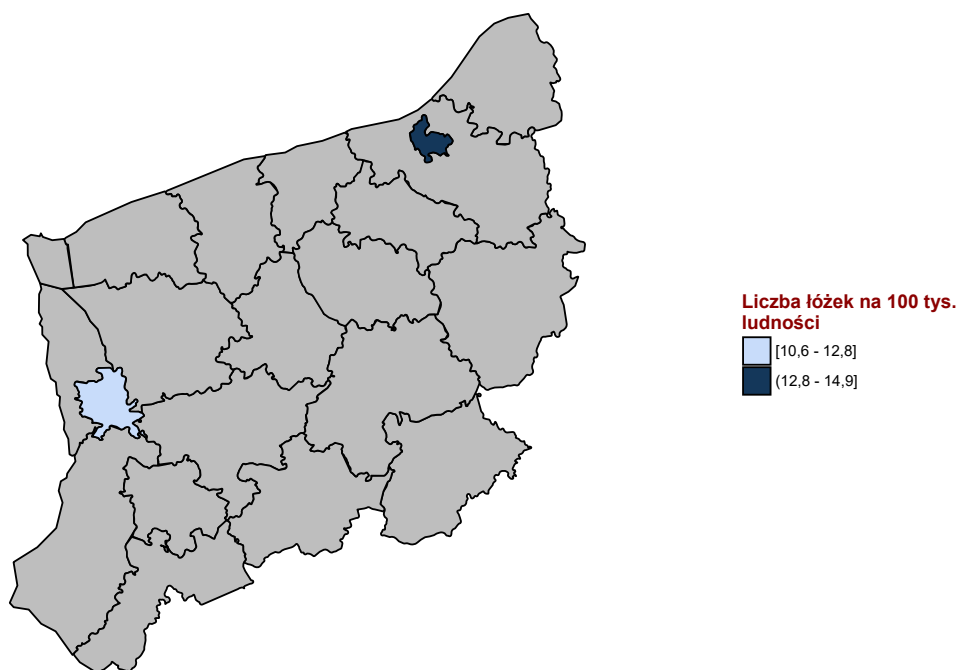 Liczba łóżek na 100 tys.
ludności
[10,6 - 12,8]
(12,8 - 14,9]